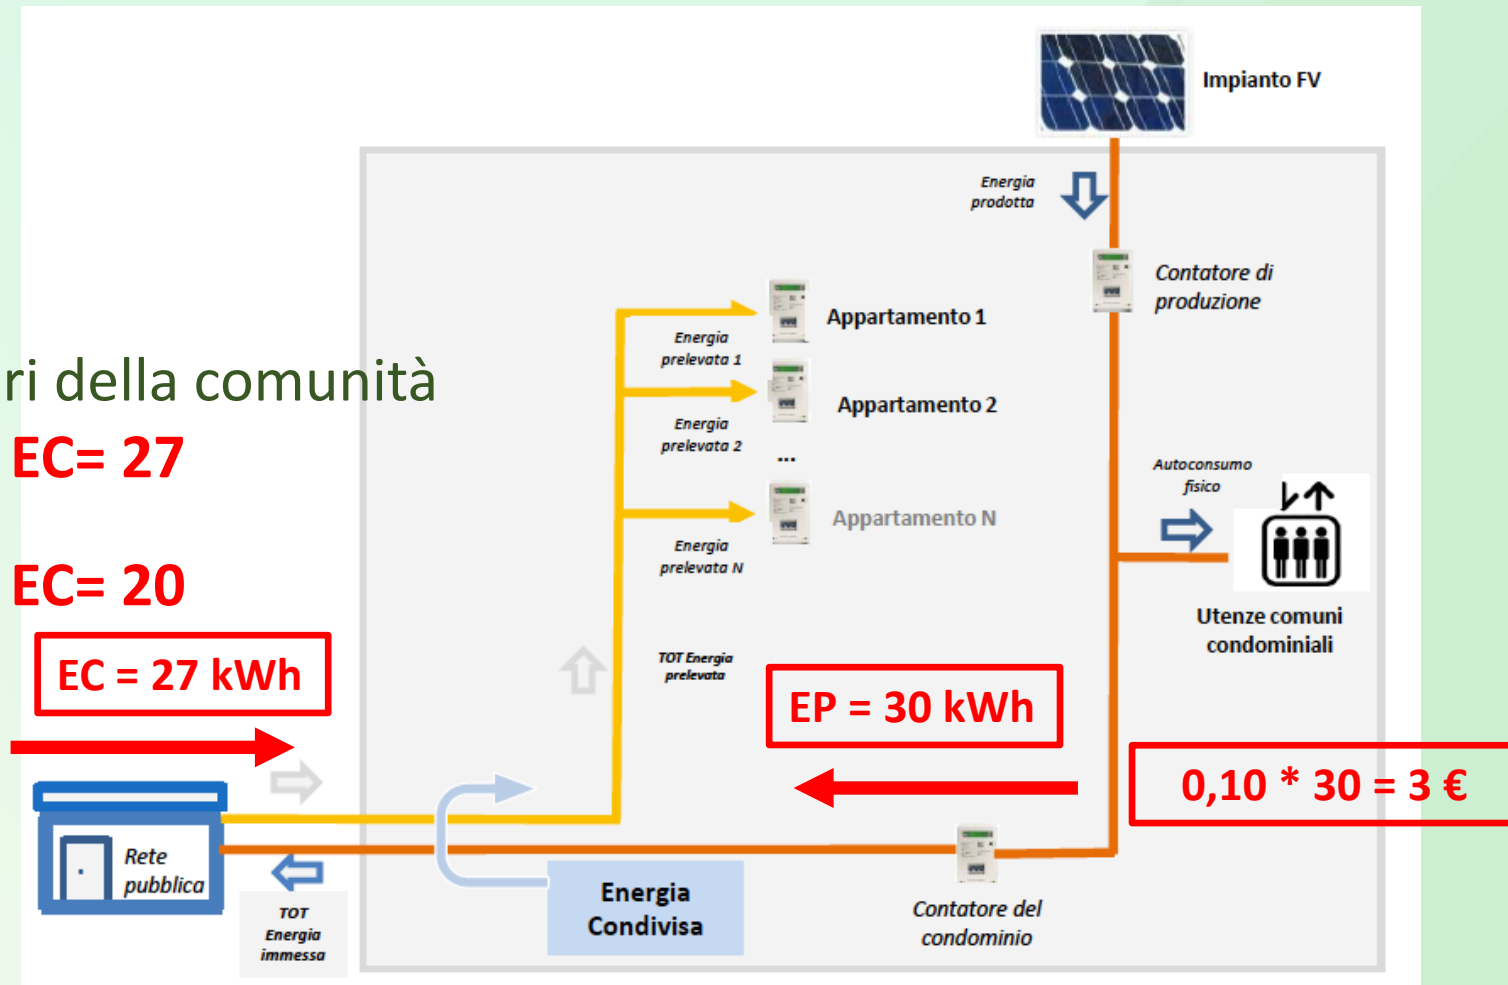 Impianto FV
Energia
prodotta
Contatore di
produzione
Appartamento 1
Energia
prelevata 1
ri della comunità
Appartamento 2
Energia
prelevata 2
...
EC= 27
Autoconsumo
fisico
Appartamento N
Energia
prelevata N
EC= 20
Utenze comuni
condominiali
EC = 27 kWh
TOT Energia
prelevata
EP = 30 kWh
0,10 * 30 = 3 €
Rete
pubblica
TOT
Energia
immessa
Energia
Condivisa
Contatore del
condominio